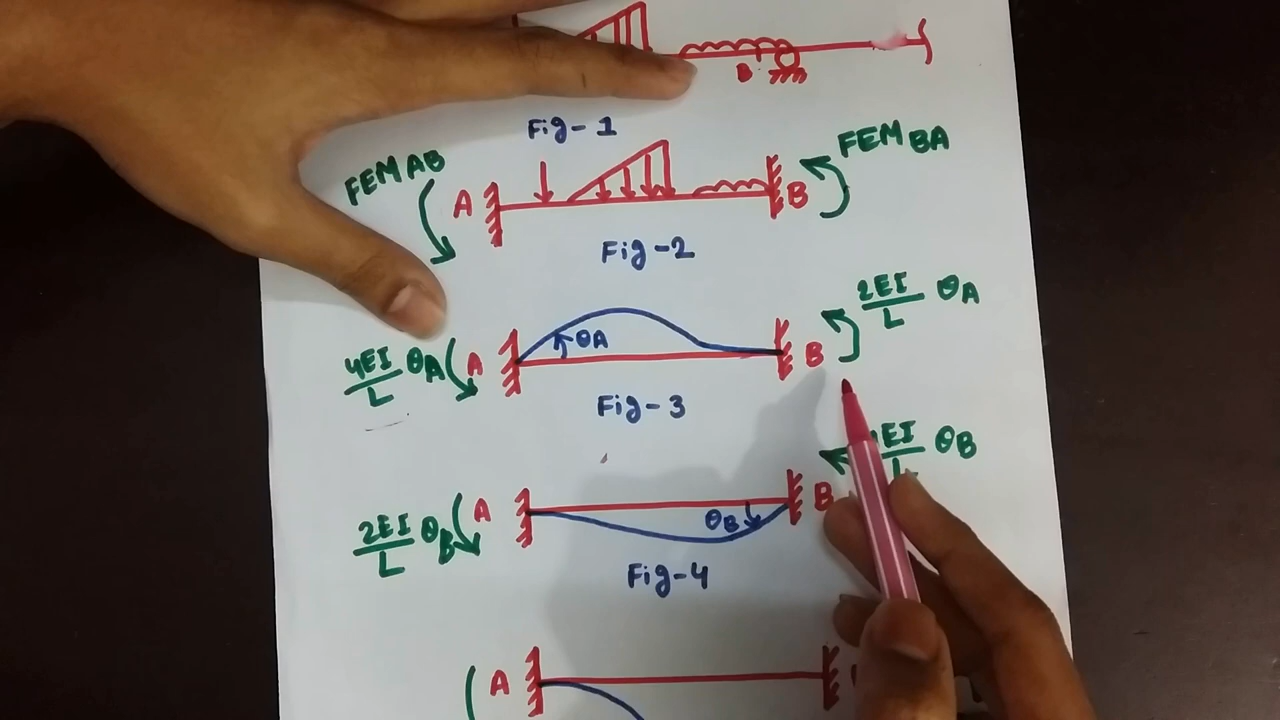 B
Fig-1
FEM AB
FEM BA
A
B
Fig-2
2EI/L θA
4EI/L θA
A
θA
B
Fig-3
EI/L θB
2EI/L θB
A
θB
B
Fig-4
A